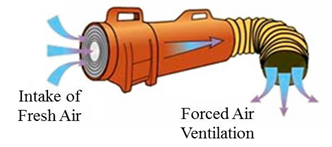 Intake of
Fresh Air
Forced Air
Ventilation